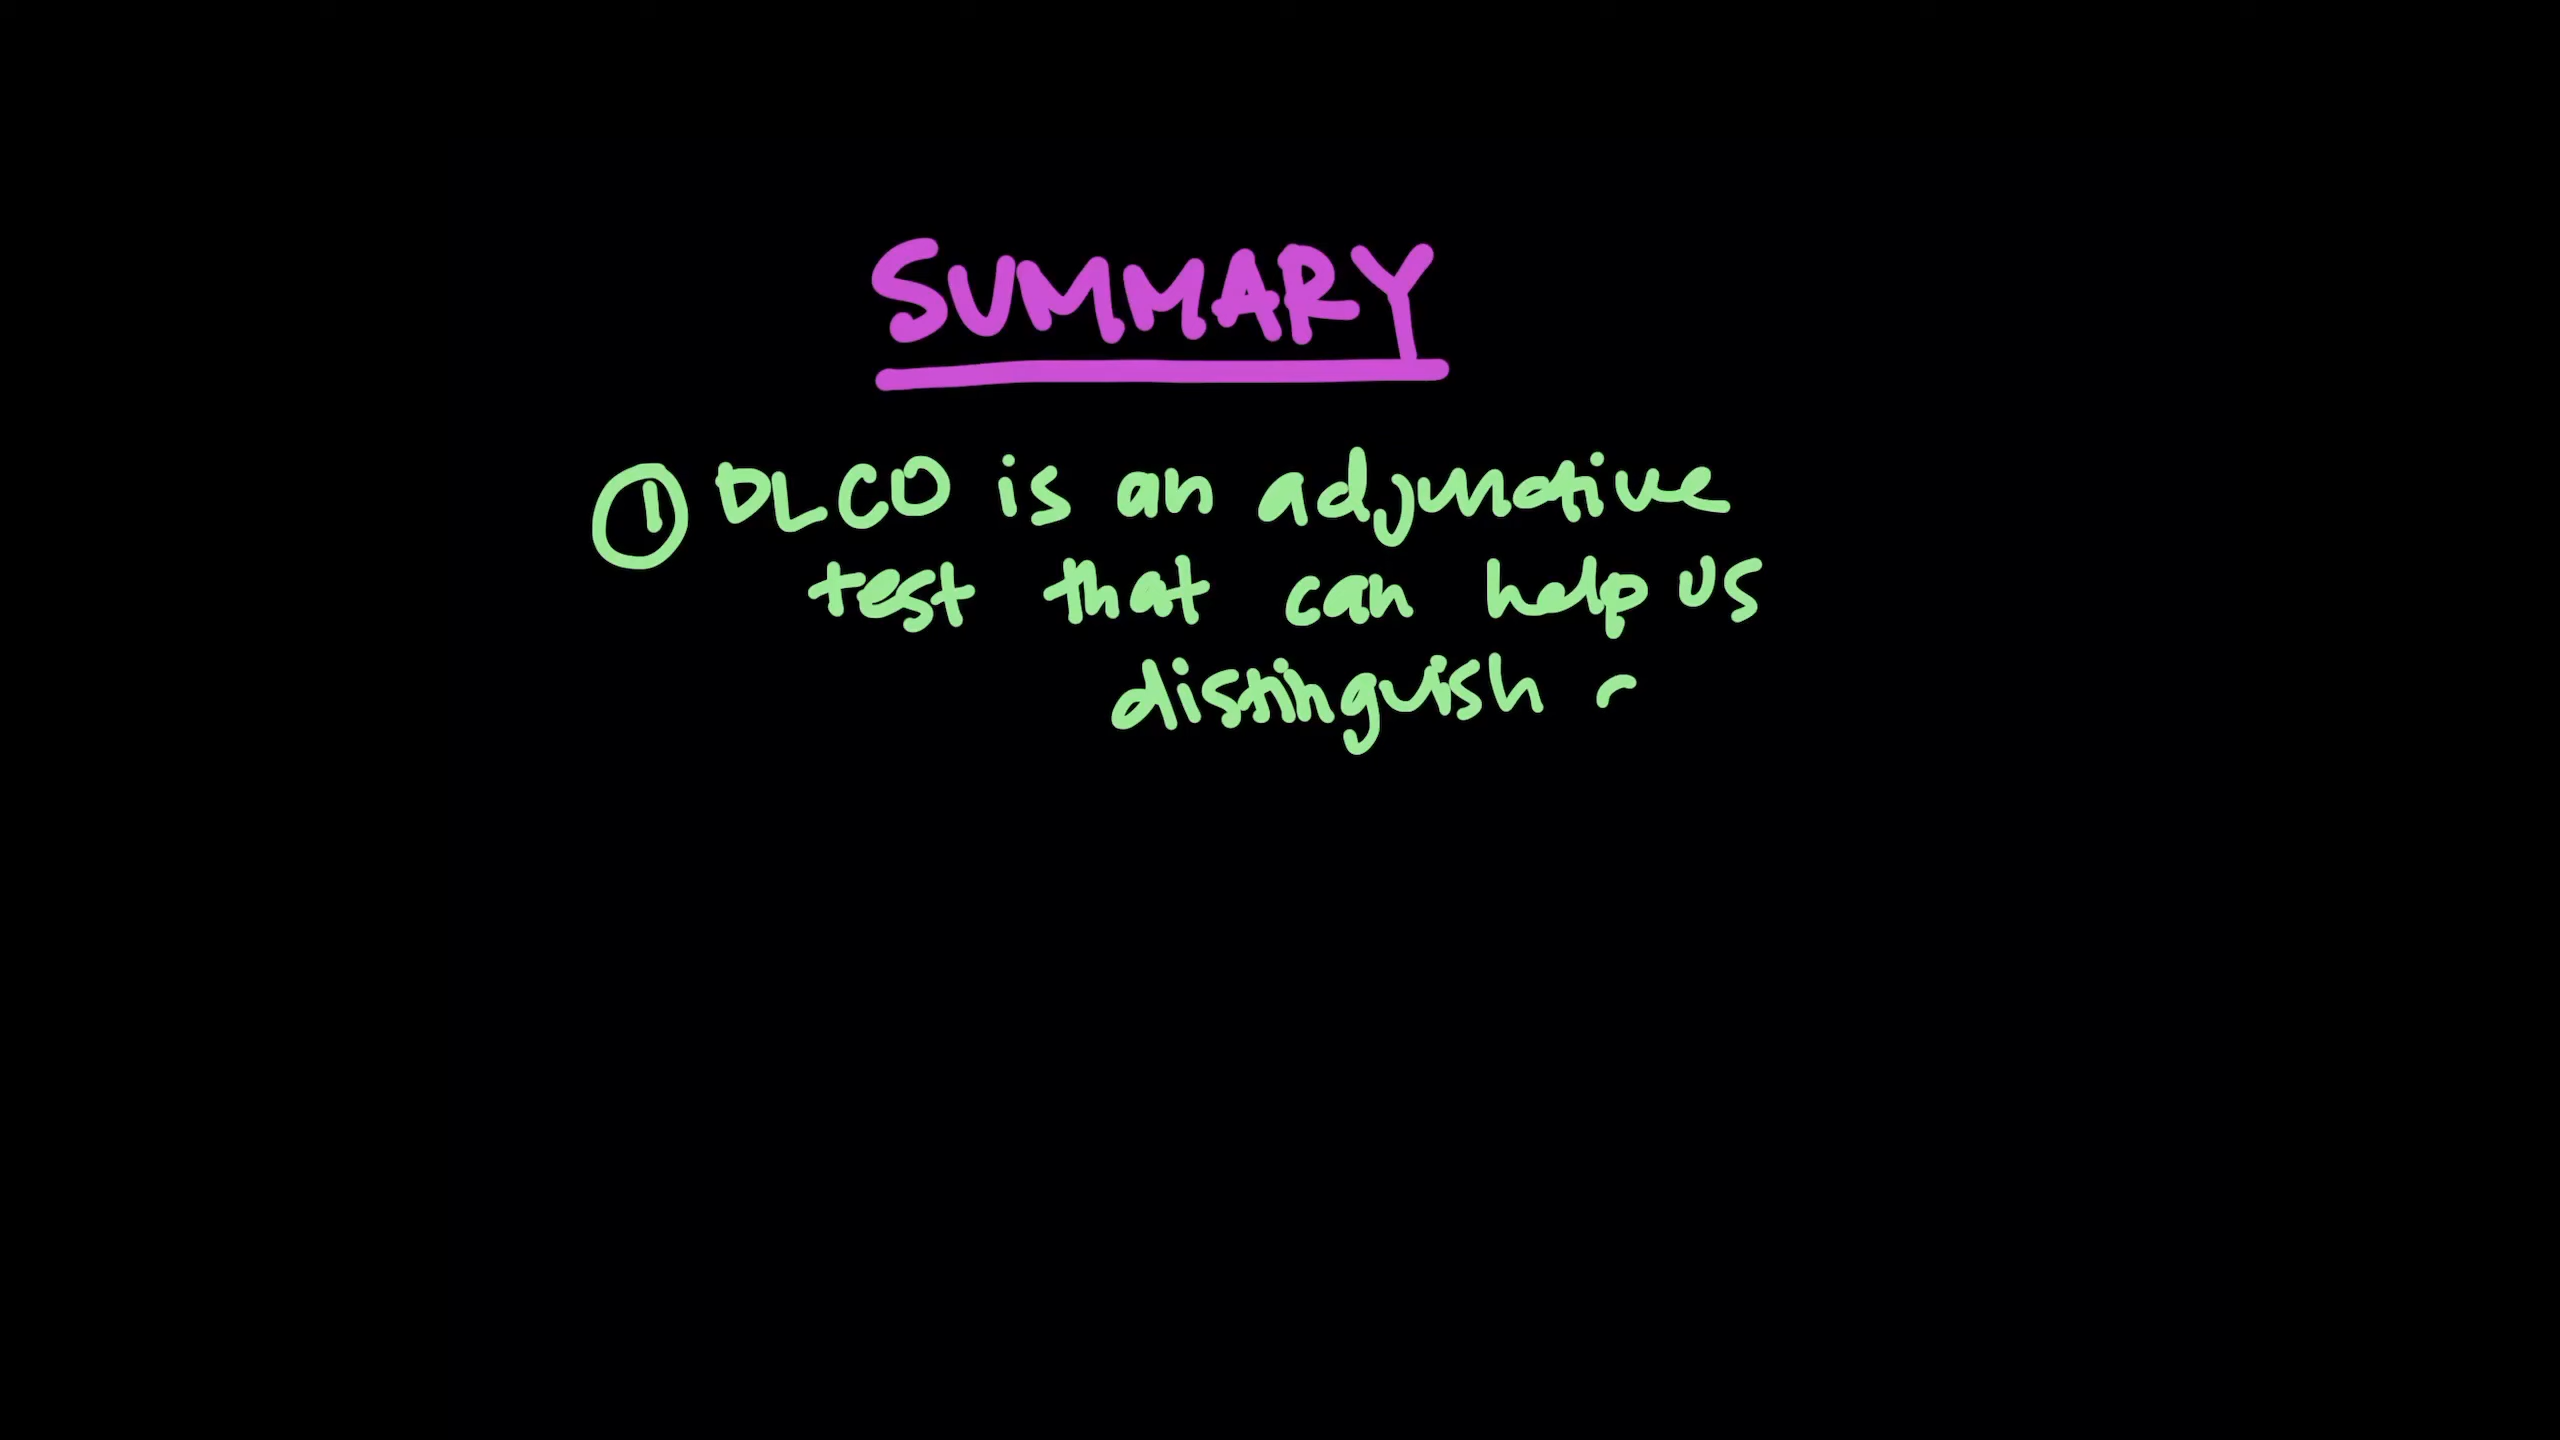 SUMMARY
① DLCO is an adjunctive
test that can help us
distinguish